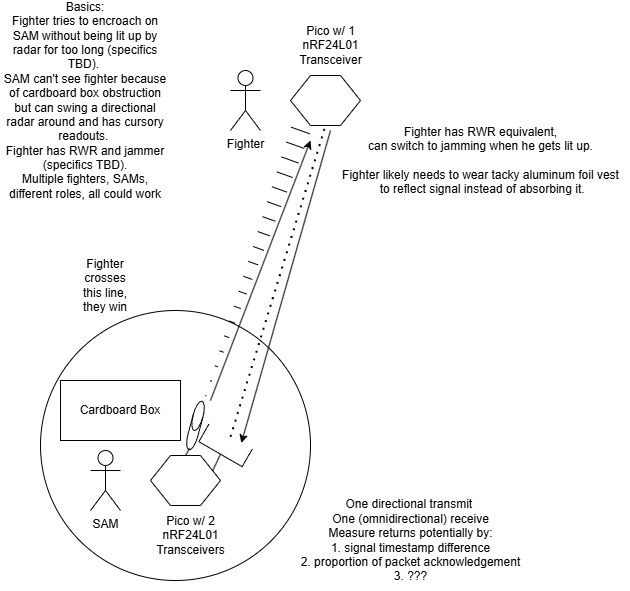 Basics:
Fighter tries to encroach on
SAM without being lit up by
radar for too long (specifics
TBD).
SAM can't see fighter because
of cardboard box obstruction
but can swing a directional
radar around and has cursory
readouts.
Fighter has RWR and jammer
(specifics TBD).
Multiple fighters, SAMs,
different roles, all could work
Pico w/ 1
nRF24L01
Transceiver
Fighter
Fighter has RWR equivalent,
can switch to jamming when he gets lit up.
Fighter likely needs to wear tacky aluminum foil vest
to reflect signal instead of absorbing it.
Fighter
crosses
this line,
they win
Cardboard Box
SAM
Pico w/ 2
nRF24L01
Transceivers
One directional transmit
One (omnidirectional) receive
Measure returns potentially by:
1. signal timestamp difference
2. proportion of packet acknowledgement
3. ???